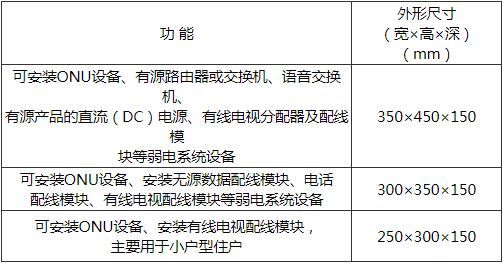 功 能
外形尺寸
（宽×高×深）
（mm）
可安装ONU设备、有源路由器或交换机、语音交换
机、
有源产品的直流（DC）电源、有线电视分配器及配线
模
块等弱电系统设备
350×450×150
可安装ONU设备、安装无源数据配线模块、电话
配线模块、有线电视配线模块等弱电系统设备
300×350×150
可安装ONU设备、安装有线电视配线模块，
主要用于小户型住户
250×300×150